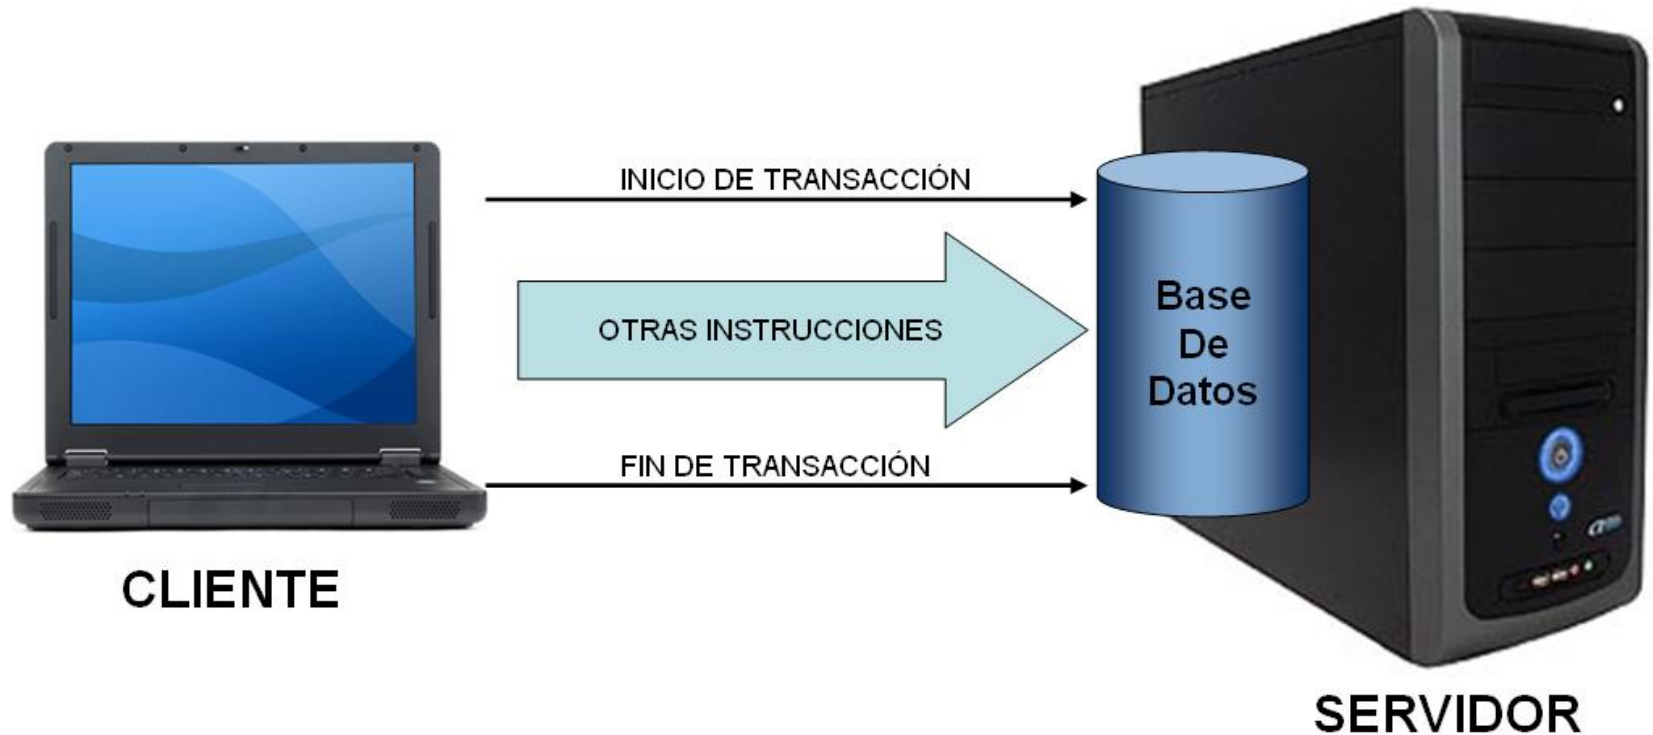 INICIO DE TRANSACCIÓN
OTRAS INSTRUCCIONES
Base
De
Datos
FIN DE TRANSACCIÓN
CLIENTE
SERVIDOR